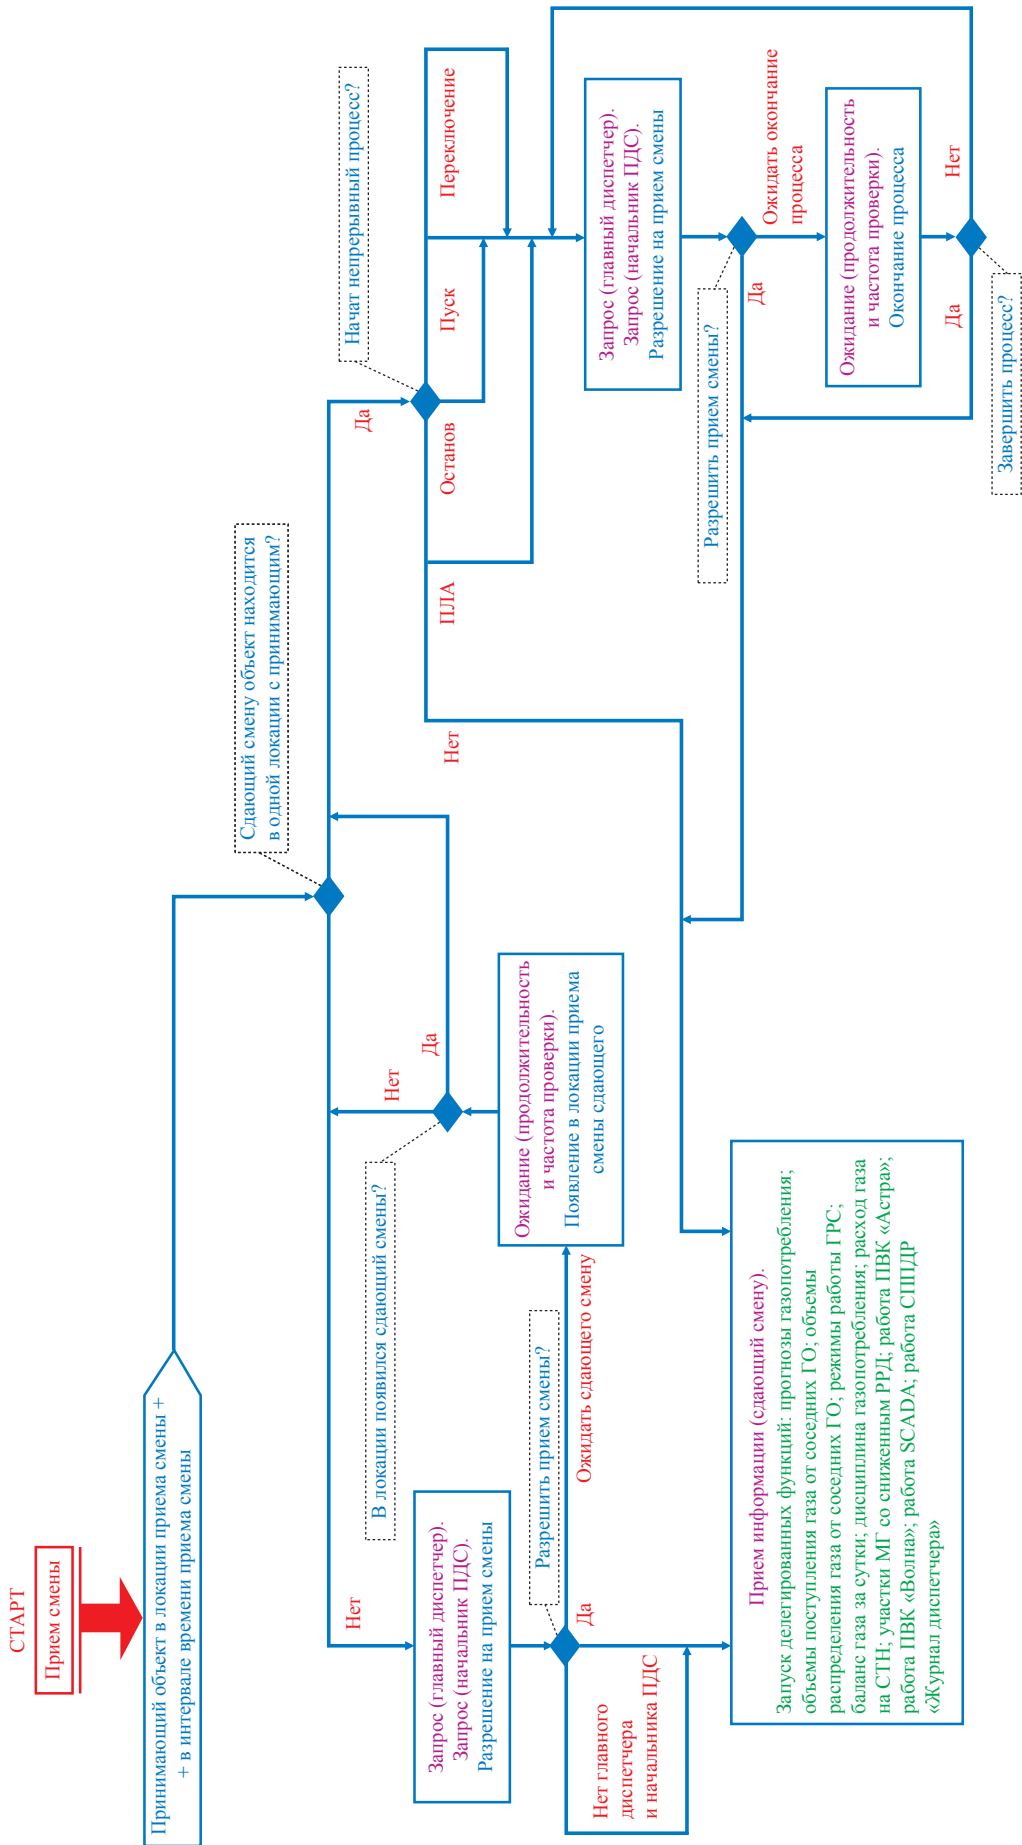 СТАРТ
Прием смены
Принимающий объект в локации приема смены +
+ в интервале времени приема смены
Сдающий смену объект находится
в одной локации с принимающим?
Нет
Да
Запрос (главный диспетчер).
Запрос (начальник ПДС).
Разрешение на прием смены
В локации появился сдающий смены?
Нет
Да
Разрешить прием смены?
Ожидание (продолжительность
и частота проверки).
Появление в локации приема
смены сдающего
Нет главного
диспетчера
и начальника ПДС
Да
Ожидать сдающего смену
Прием информации (сдающий смену).
Запуск делегированных функций: прогнозы газопотребления;
объемы поступления газа от соседних ГО; объемы
распределения газа от соседних ГО; режимы работы ГРС;
баланс газа за сутки; дисциплина газопотребления; расход газа
на СТН; участки МГ со сниженным РРД; работа ПВК «Астра»;
работа ПВК «Волна»; работа SCADA; работа СППДР
«Журнал диспетчера»
Начат непрерывный процесс?
Нет
ПЛА
Останов
Пуск
Переключение
Запрос (главный диспетчер).
Запрос (начальник ПДС).
Разрешение на прием смены
Разрешить прием смены?
Да
Ожидать окончание
процесса
Ожидание (продолжительность
и частота проверки).
Окончание процесса
Да
Нет
Завершить процесс?